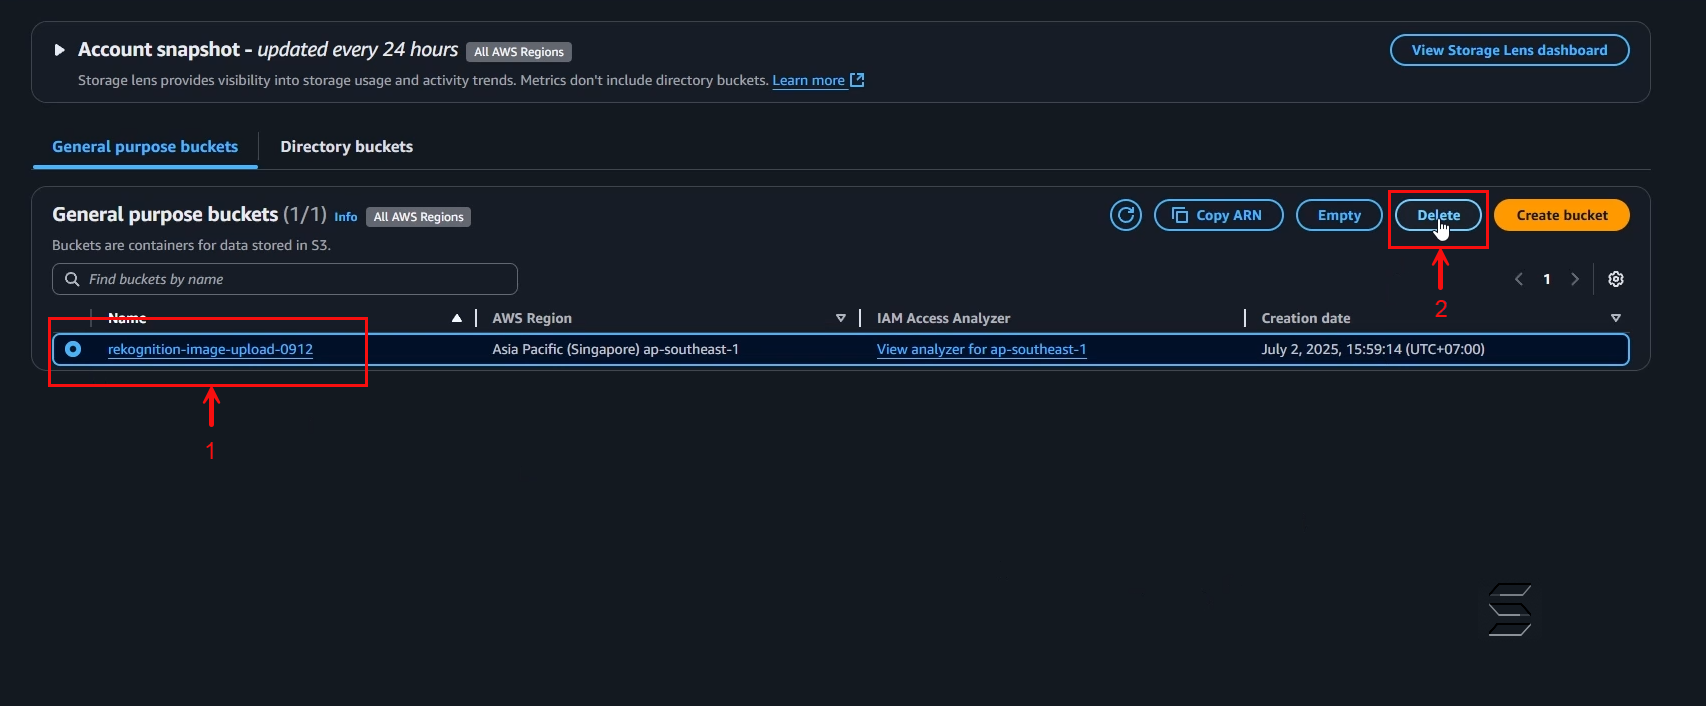 Account snapshot - updated every 24 hours All AWS Regions
View Storage Lens dashboard
Storage lens provides visibility into storage usage and activity trends. Metrics don't include directory buckets. Learn more
General purpose buckets
Directory buckets
General purpose buckets (1/1) Info All AWS Regions
Copy ARN
Empty
Delete
Create bucket
Buckets are containers for data stored in S3.
Find buckets by name
1
Name
AWS Region
IAM Access Analyzer
Creation date
2
rekognition-image-upload-0912
Asia Pacific (Singapore) ap-southeast-1
View analyzer for ap-southeast-1
July 2, 2025, 15:59:14 (UTC+07:00)
1